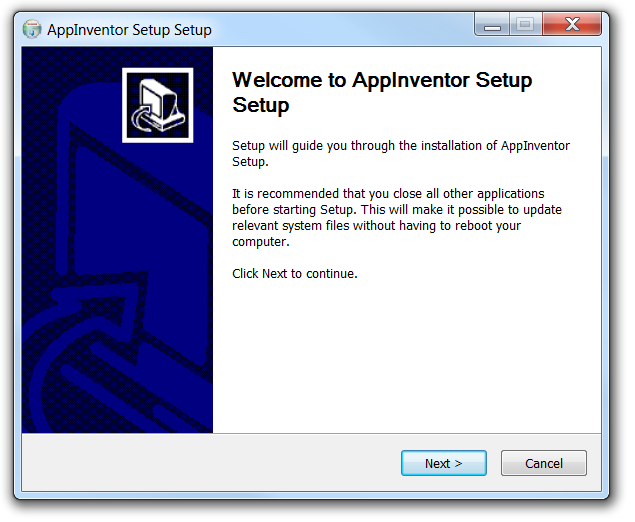 AppInventor Setup Setup
Welcome to AppInventor Setup
Setup
Setup will guide you through the installation of AppInventor
Setup.
It is recommended that you close all other applications
before starting Setup. This will make it possible to update
relevant system files without having to reboot your
computer.
Click Next to continue.
Next >
Cancel